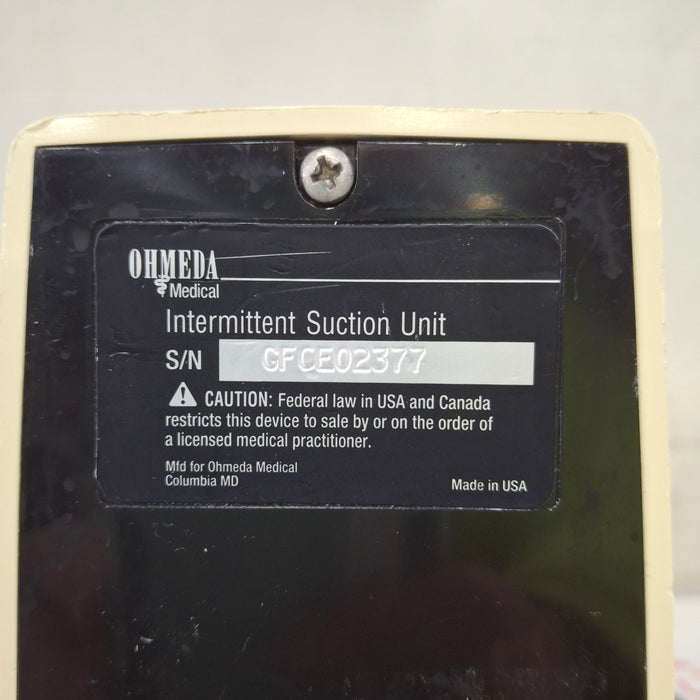 OHMEDA
Medical
Intermittent Suction Unit
S/N GFCE02377
CAUTION: Federal law in USA and Canada
restricts this device to sale by or on the order of
a licensed medical practitioner.
Mfd for Ohmeda Medical
Columbia MD
Made in USA